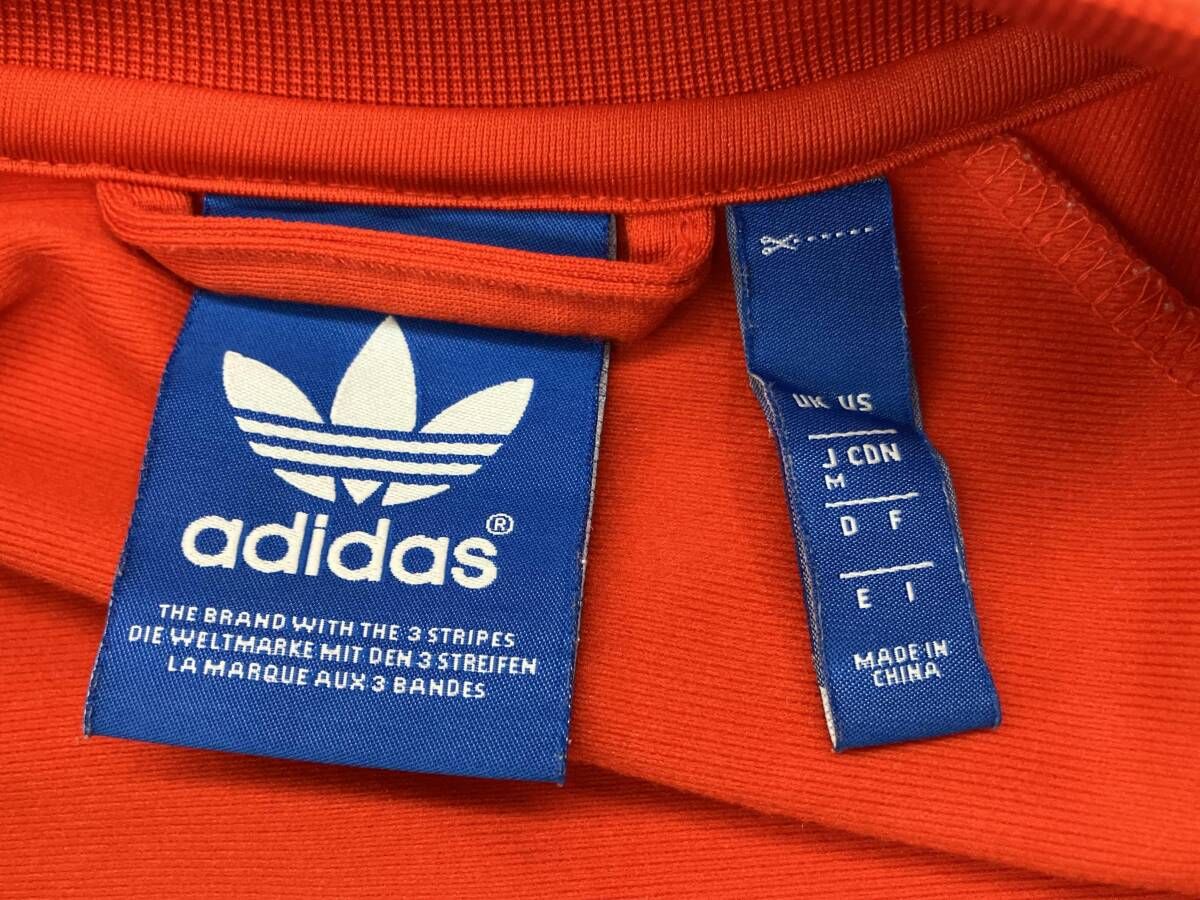 adidas®
THE BRAND WITH THE 3 STRIPES
DIE WELTMARKE MIT DEN 3 STREIFEN
LA MARQUE AUX 3 BANDES
UK US
J CDN
M
D F
E I
MADE IN
CHINA